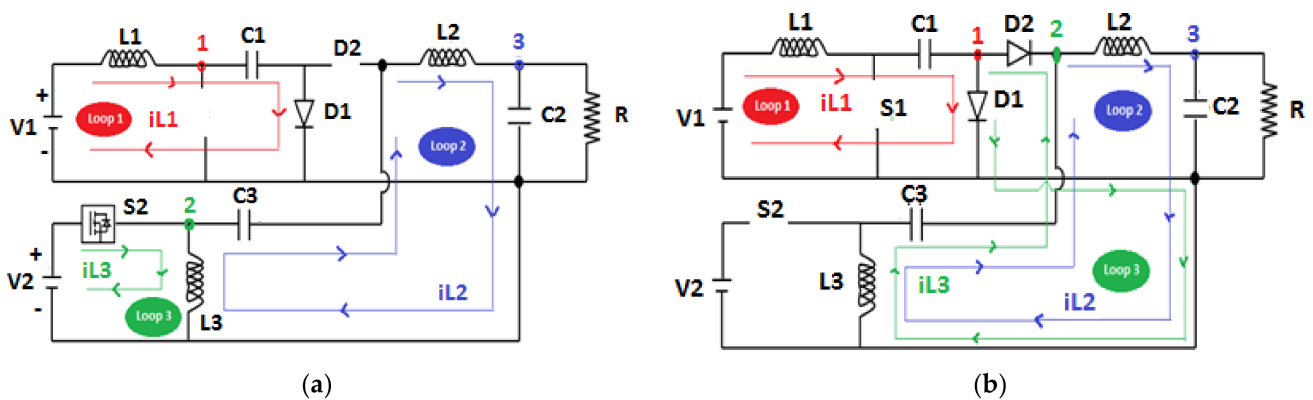 L1
1
C1
D2
L2
3
+
V1
-
Loop 1
iL1
D1
Loop 2
C2
R
S2
2
C3
+
V2
-
iL3
Loop 3
L3
iL2
(a)
L1
C1
1
D2
2
L2
3
V1
Loop 1
iL1
S1
D1
Loop 2
C2
R
S2
C3
V2
L3
iL3
iL2
Loop 3
(b)